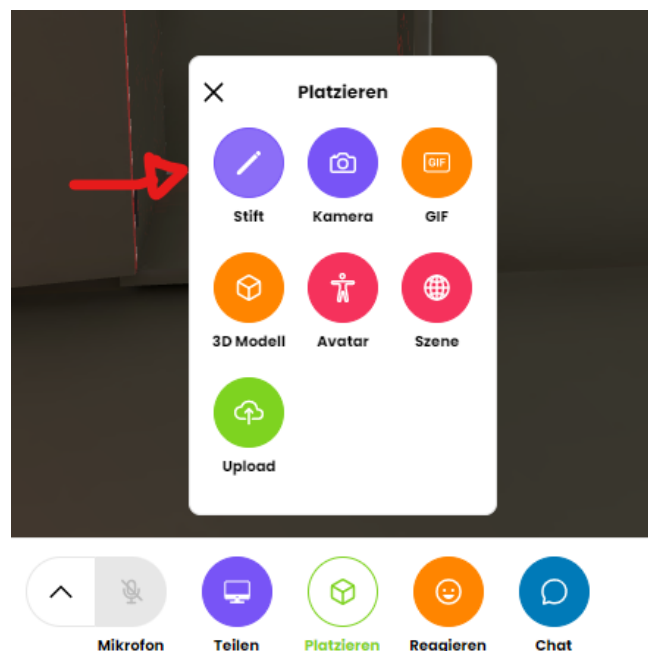 Platzieren
Stift Kamera GIF
GIF
3D Modell Avatar Szene
Upload
Mikrofon Teilen Platzieren Reagieren Chat